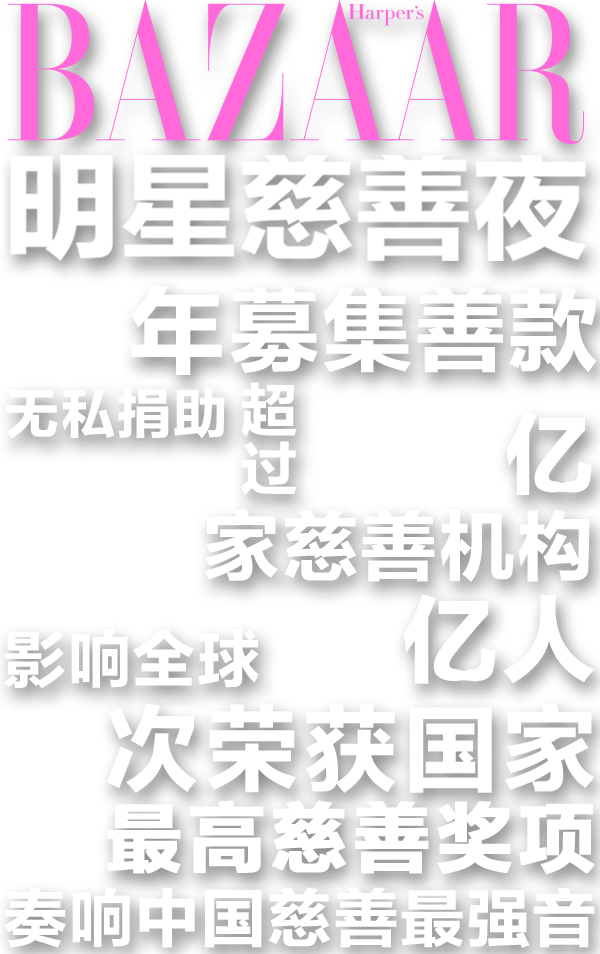 Harper's
BAZAAR
明星慈善夜
年募集善款
无私捐助 超过 亿
家慈善机构
影响全球 亿人
次荣获国家
最高慈善奖项
奏响中国慈善最强音